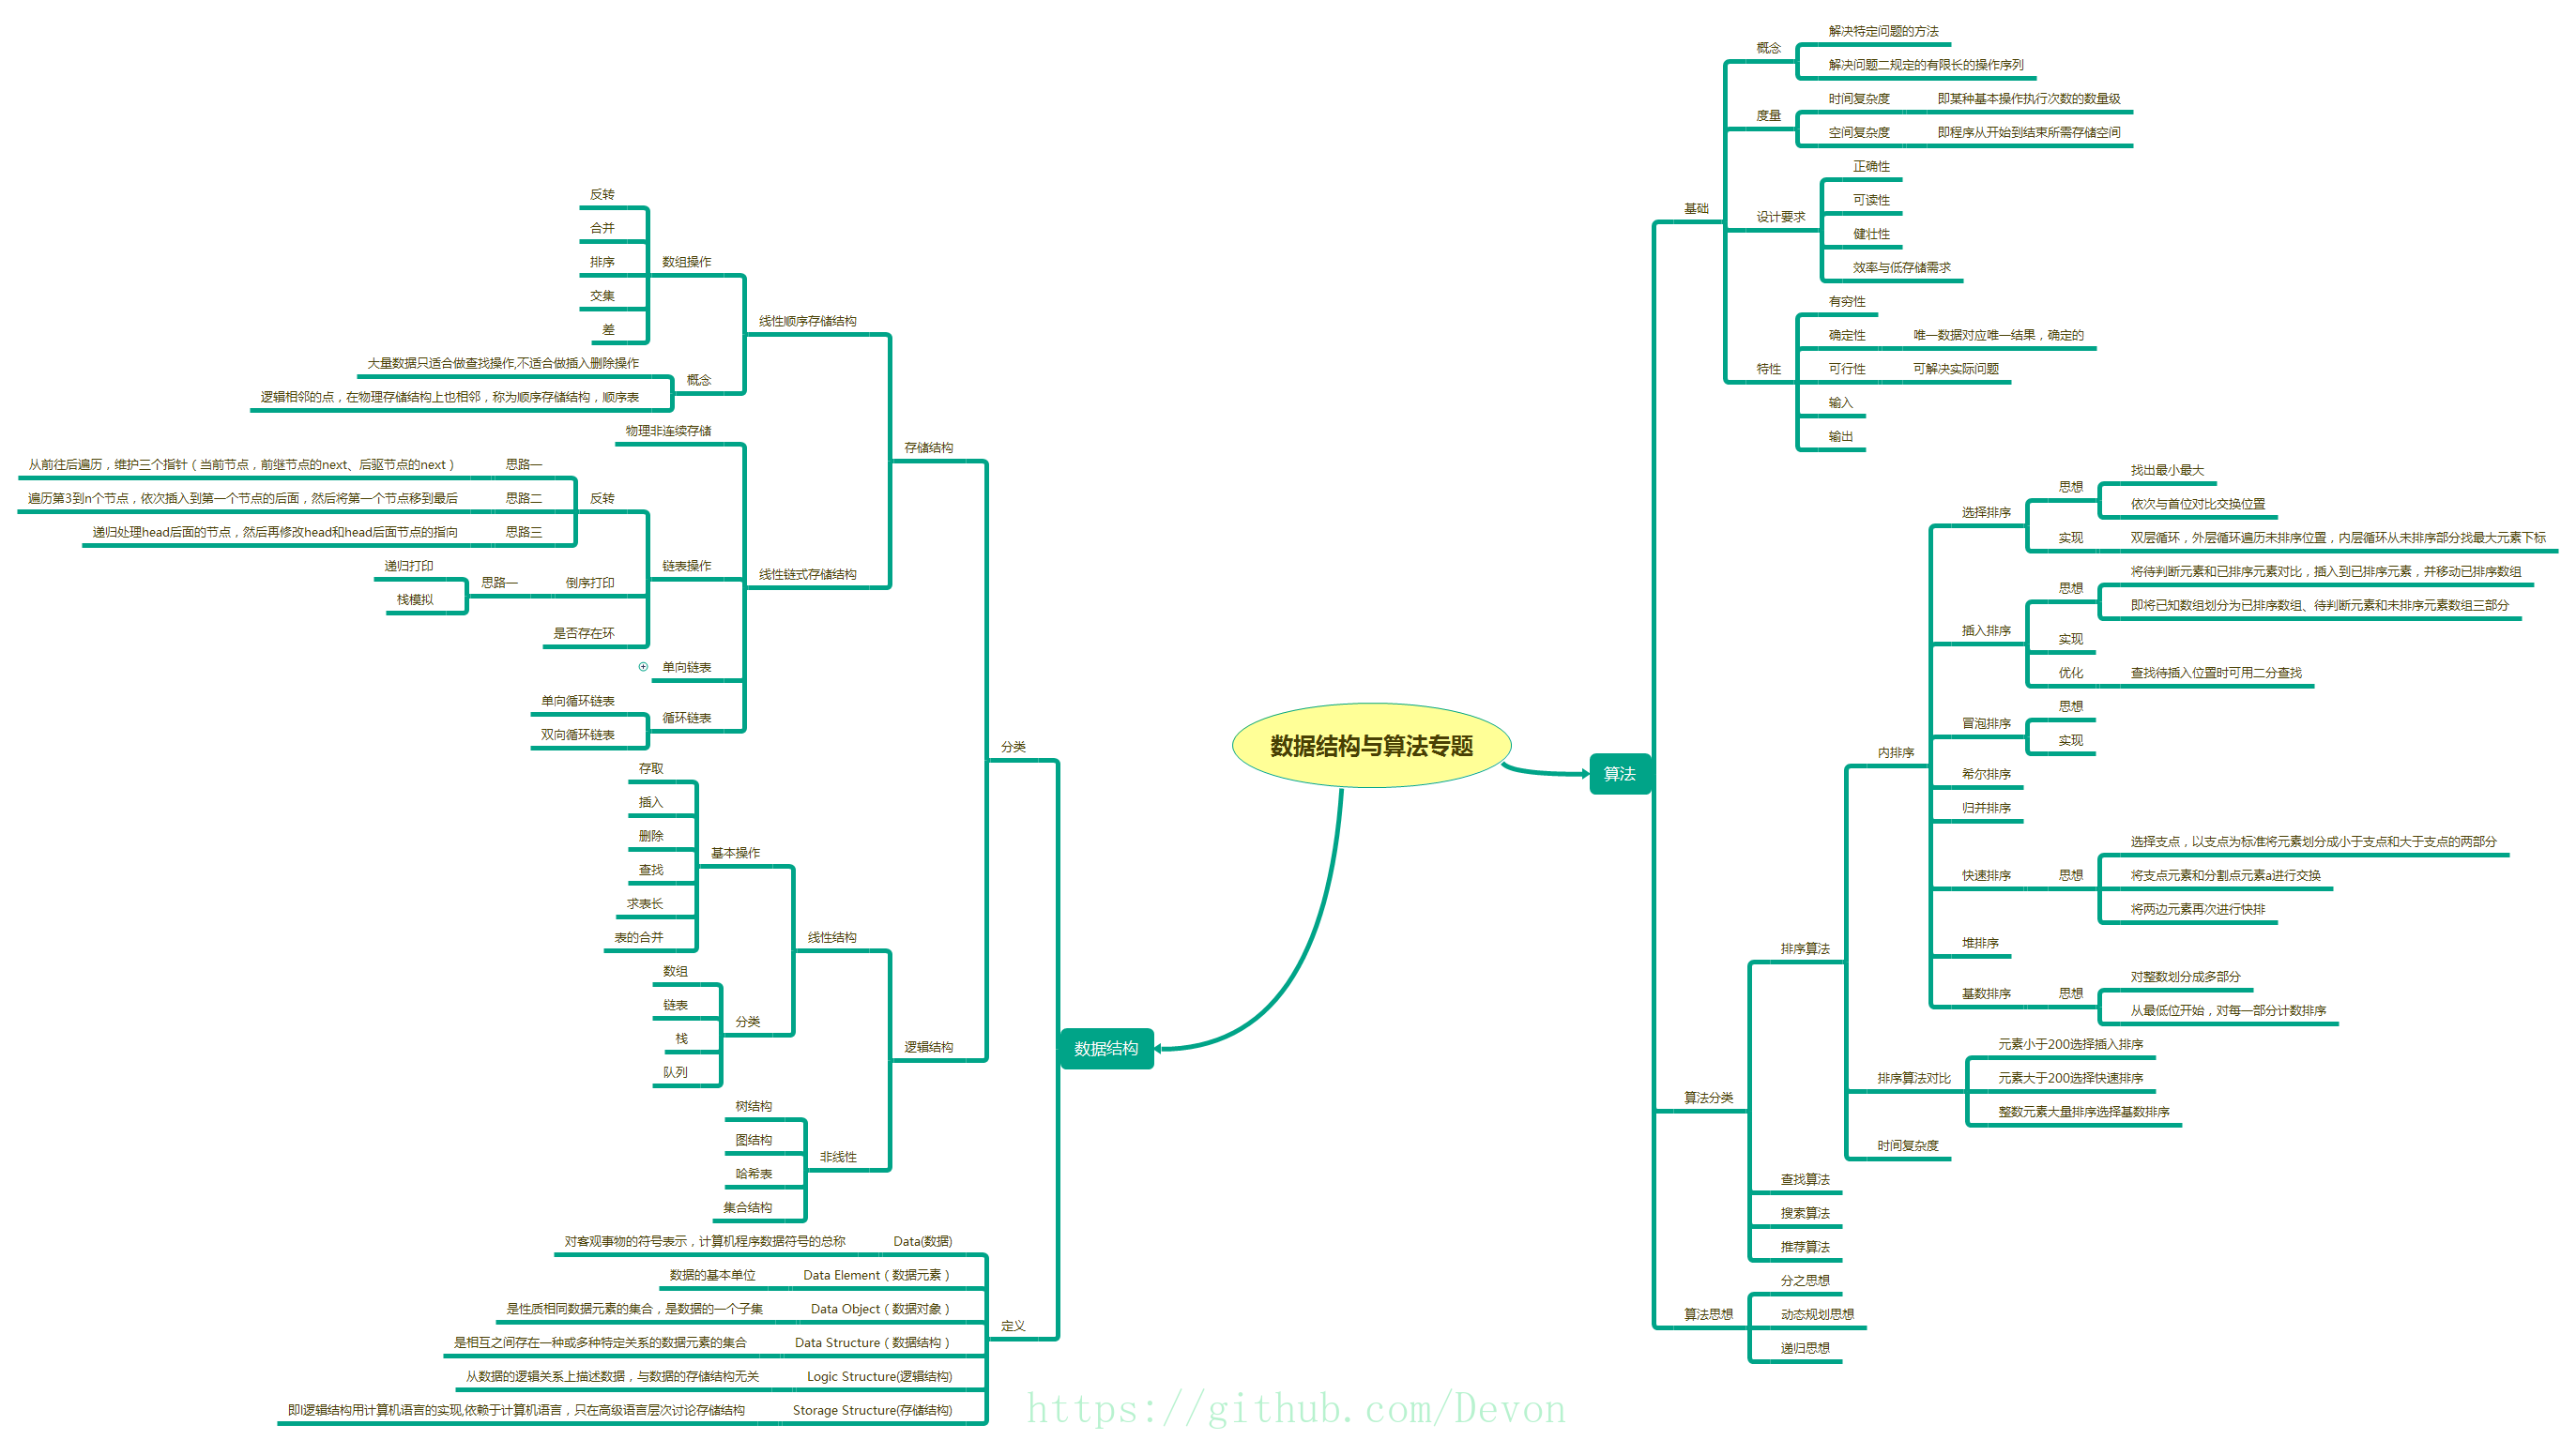 数据结构与算法专题
算法
基础
概念
解决特定问题的方法
解决问题二规定的有限长的操作序列
度量
时间复杂度
即某种基本操作执行次数的数量级
空间复杂度
即程序从开始到结束所需存储空间
设计要求
正确性
可读性
健壮性
效率与低存储需求
特性
有穷性
确定性
唯一数据对应唯一结果，确定的
可行性
可解决实际问题
输入
输出
算法分类
排序算法
内排序
选择排序
思想
找出最小最大
依次与首位对比交换位置
实现
双层循环，外层循环遍历未排序位置，内层循环从未排序部分找最大元素下标
插入排序
思想
将待判断元素和已排序元素对比，插入到已排序元素，并移动已排序数组
即将已知数组划分为已排序数组、待判断元素和未排序元素数组三部分
实现
优化
查找待插入位置时可用二分查找
冒泡排序
思想
实现
希尔排序
归并排序
快速排序
思想
选择支点，以支点为标准将元素划分成小于支点和大于支点的两部分
将支点元素和分割点元素a进行交换
将两边元素再次进行快排
堆排序
基数排序
思想
对整数划分成多部分
从最低位开始，对每一部分计数排序
排序算法对比
元素小于200选择插入排序
元素大于200选择快速排序
整数元素大量排序选择基数排序
时间复杂度
查找算法
搜索算法
推荐算法
算法思想
分之思想
动态规划思想
递归思想
数据结构
分类
存储结构
线性顺序存储结构
数组操作
反转
合并
排序
交集
差
概念
大量数据只适合做查找操作,不适合做插入删除操作
逻辑相邻的点，在物理存储结构上也相邻，称为顺序存储结构，顺序表
线性链式存储结构
物理非连续存储
链表操作
反转
思路一
从前往后遍历，维护三个指针（当前节点，前继节点的next、后驱节点的next）
思路二
遍历第3到n个节点，依次插入到第一个节点的后面，然后将第一个节点移到最后
思路三
递归处理head后面的节点，然后再修改head和head后面节点的指向
倒序打印
思路一
递归打印
栈模拟
是否存在环
单向链表
循环链表
单向循环链表
双向循环链表
逻辑结构
线性结构
基本操作
存取
插入
删除
查找
求表长
表的合并
分类
数组
链表
栈
队列
非线性
树结构
图结构
哈希表
集合结构
定义
Data(数据)
对客观事物的符号表示，计算机程序数据符号的总称
Data Element（数据元素）
数据的基本单位
Data Object（数据对象）
是性质相同数据元素的集合，是数据的一个子集
Data Structure（数据结构）
是相互之间存在一种或多种特定关系的数据元素的集合
Logic Structure(逻辑结构)
从数据的逻辑关系上描述数据，与数据的存储结构无关
Storage Structure(存储结构)
即l逻辑结构用计算机语言的实现,依赖于计算机语言，只在高级语言层次讨论存储结构
https://github.com/Devon